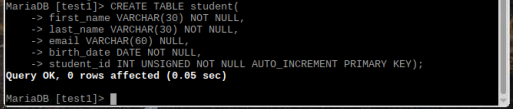 MariaDB [test1]> CREATE TABLE student(
    -> first_name VARCHAR(30) NOT NULL,
    -> last_name VARCHAR(30) NOT NULL,
    -> email VARCHAR(60) NULL,
    -> birth_date DATE NOT NULL,
    -> student_id INT UNSIGNED NOT NULL AUTO_INCREMENT PRIMARY KEY);
Query OK, 0 rows affected (0.05 sec)
MariaDB [test1]>